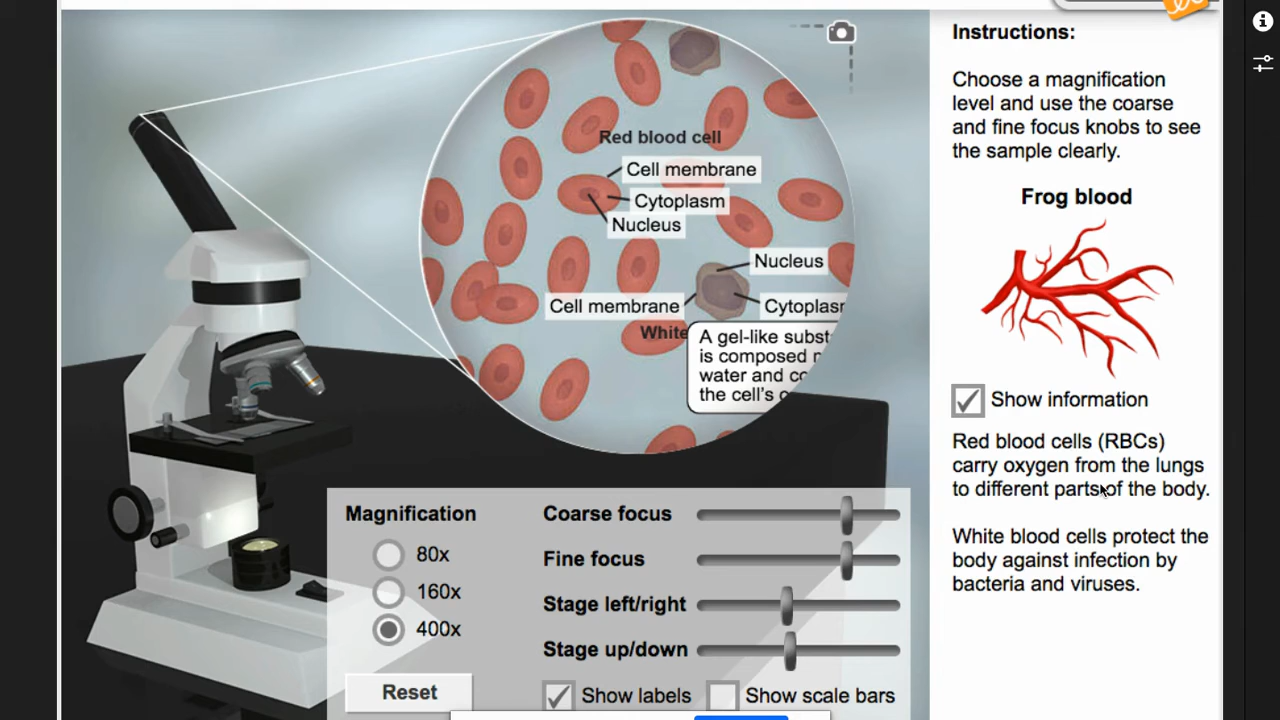 Instructions:
Choose a magnification
level and use the coarse
and fine focus knobs to see
the sample clearly.
Frog blood
Show information
Red blood cells (RBCs)
carry oxygen from the lungs
to different parts of the body.
White blood cells protect the
body against infection by
bacteria and viruses.
Red blood cell
Cell membrane
Cytoplasm
Nucleus
Nucleus
Cell membrane
Cytoplasm
White
A gel-like subst
is composed
water and
the cell's
Magnification
80x
160x
400x
Reset
Coarse focus
Fine focus
Stage left/right
Stage up/down
Show labels
Show scale bars